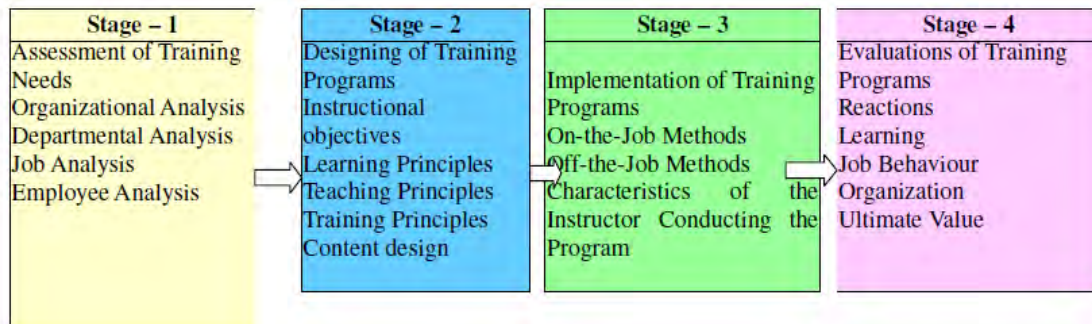 Stage – 1
Assessment of Training
Needs
Organizational Analysis
Departmental Analysis
Job Analysis
Employee Analysis
Stage – 2
Designing of Training
Programs
Instructional
objectives
Learning Principles
Teaching Principles
Training Principles
Content design
Stage – 3
Implementation of Training
Programs
On-the-Job Methods
Off-the-Job Methods
Characteristics of the
Instructor Conducting the
Program
Stage – 4
Evaluations of Training
Programs
Reactions
Learning
Job Behaviour
Organization
Ultimate Value